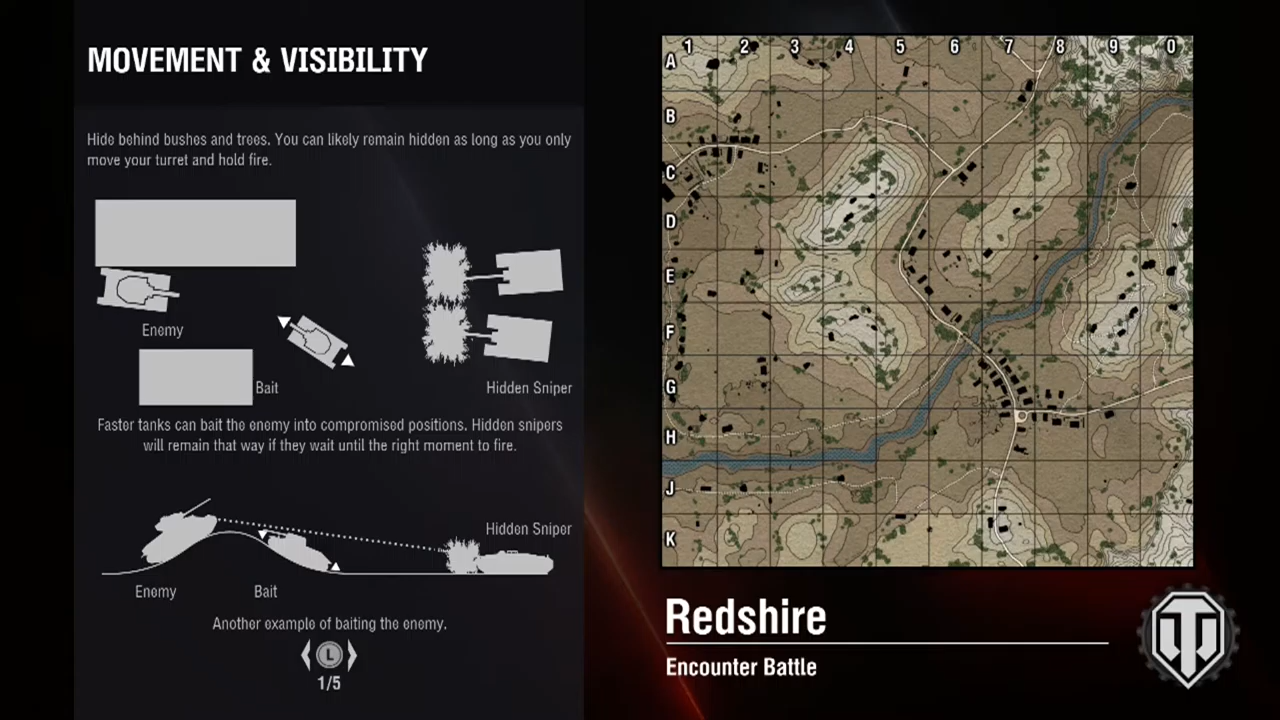 MOVEMENT & VISIBILITY
Hide behind bushes and trees. You can likely remain hidden as long as you only
move your turret and hold fire.
Enemy
Bait
Hidden Sniper
Faster tanks can bait the enemy into compromised positions. Hidden snipers
will remain that way if they wait until the right moment to fire.
Hidden Sniper
Enemy
Bait
Another example of baiting the enemy.
L
1/5
1 2 3 4 5 6 7 8 9 0
A
B
C
D
E
F
G
H
J
K
Redshire
Encounter Battle